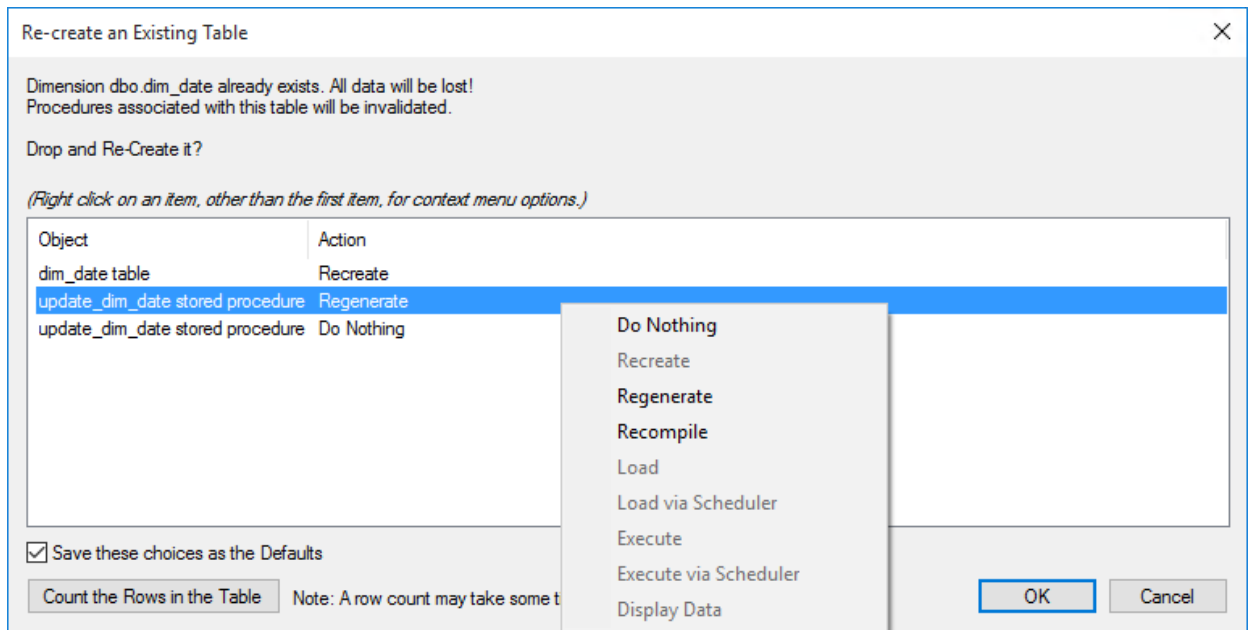 Re-create an Existing Table
Dimension dbo.dim_date already exists. All data will be lost!
Procedures associated with this table will be invalidated.
Drop and Re-Create it?
(Right click on an item, other than the first item, for context menu options.)
Object Action
dim_date table Recreate
update_dim_date stored procedure Regenerate
update_dim_date stored procedure Do Nothing
Do Nothing
Recreate
Regenerate
Recompile
Load
Load via Scheduler
Execute
Execute via Scheduler
Display Data
Save these choices as the Defaults
Count the Rows in the Table Note: A row count may take some
OK Cancel